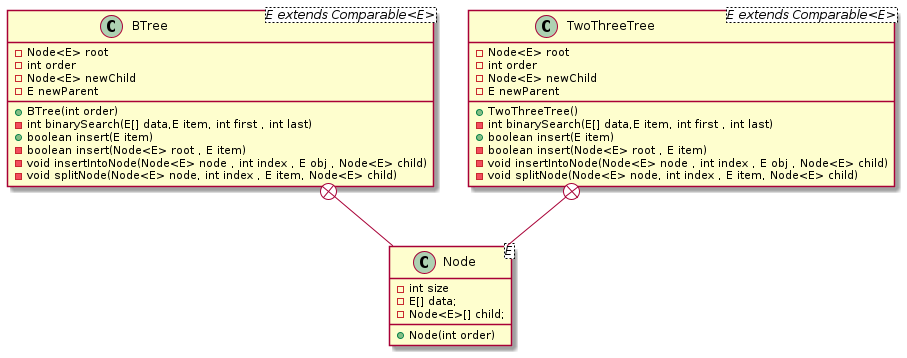 C BTree
E extends Comparable<E>
Node<E> root
int order
Node<E> newChild
E newParent
BTree(int order)
int binarySearch(E[] data,E item, int first , int last)
boolean insert(E item)
boolean insert(Node<E> root , E item)
void insertIntoNode(Node<E> node , int index , E obj , Node<E> child)
void splitNode(Node<E> node, int index , E item, Node<E> child)
C TwoThreeTree
E extends Comparable<E>
Node<E> root
int order
Node<E> newChild
E newParent
TwoThreeTree()
int binarySearch(E[] data,E item, int first , int last)
boolean insert(E item)
boolean insert(Node<E> root , E item)
void insertIntoNode(Node<E> node , int index , E obj , Node<E> child)
void splitNode(Node<E> node, int index , E item, Node<E> child)
C Node
E
int size
E[] data;
Node<E>[] child;
Node(int order)